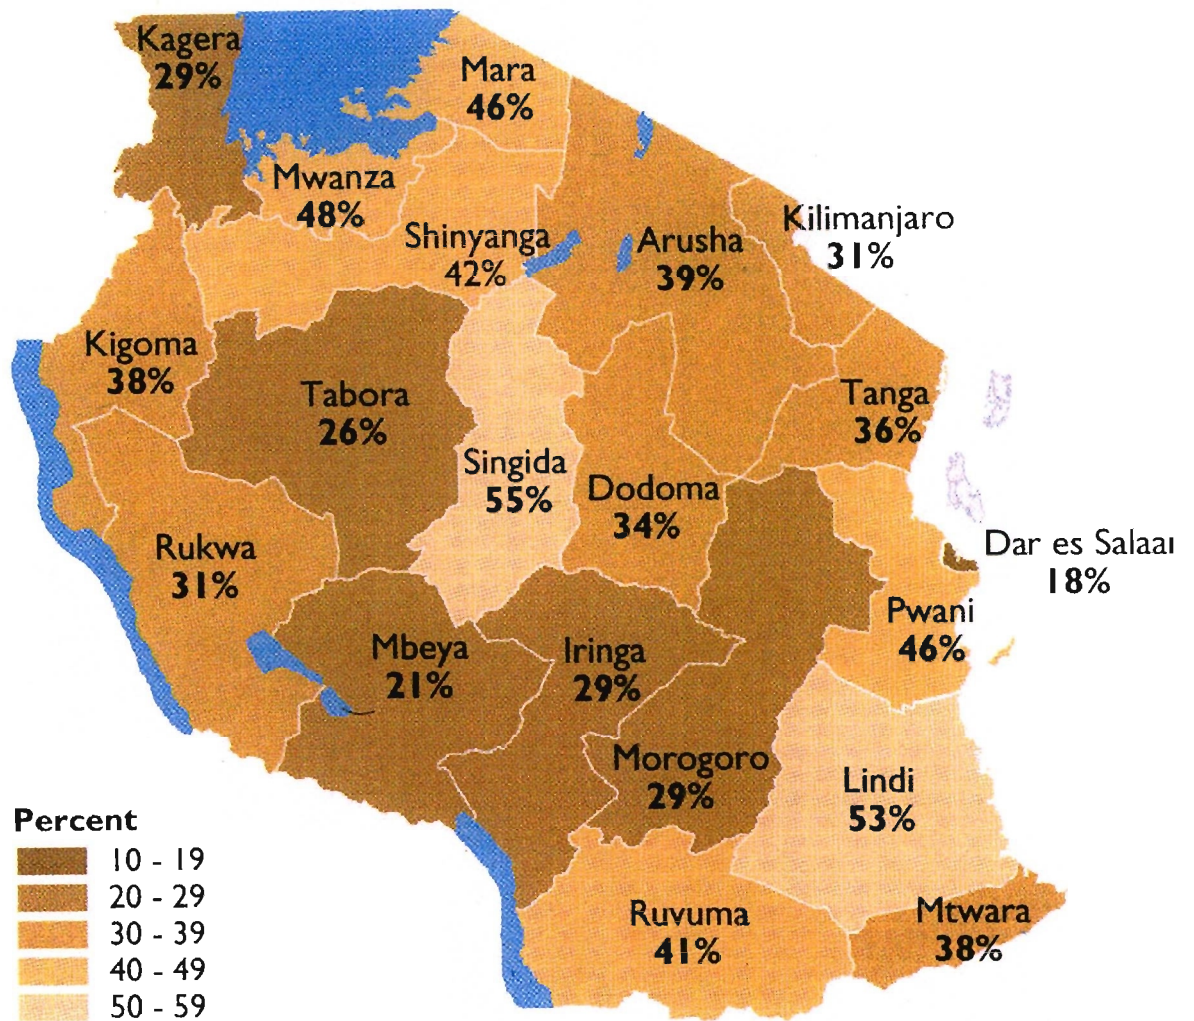 Kagera
29%
Mara
46%
Mwanza
48%
Shinyanga
42%
Arusha
39%
Kilimanjaro
31%
Kigoma
38%
Tabora
26%
Tanga
36%
Singida
55%
Dodoma
34%
Rukwa
31%
Dar es Salaam
18%
Pwani
46%
Mbeya
21%
Iringa
29%
Morogoro
29%
Lindi
53%
Ruvuma
41%
Mtwara
38%
Percent
10 - 19
20 - 29
30 - 39
40 - 49
50 - 59